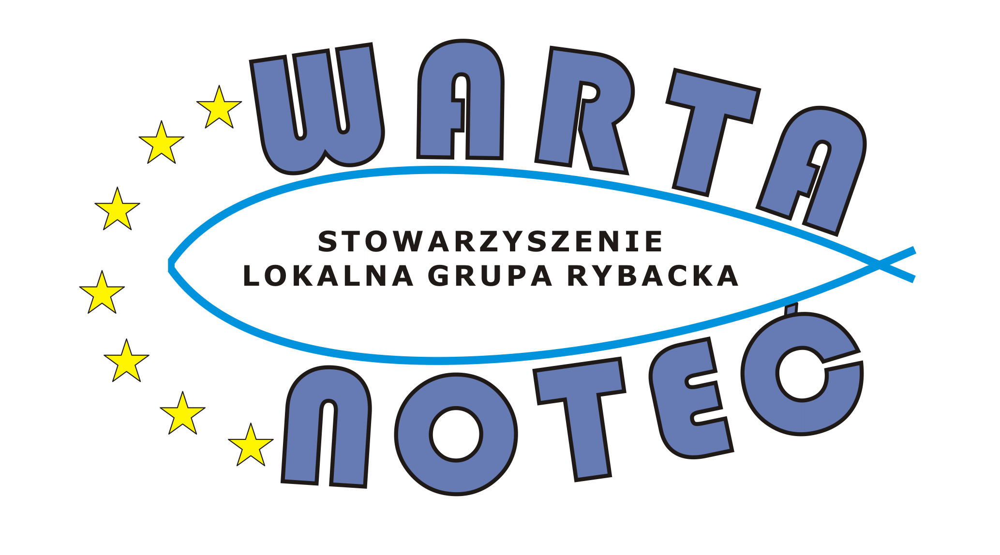 WARTA
STOWARZYSZENIE
LOKALNA GRUPA RYBACKA
NOTEĆ